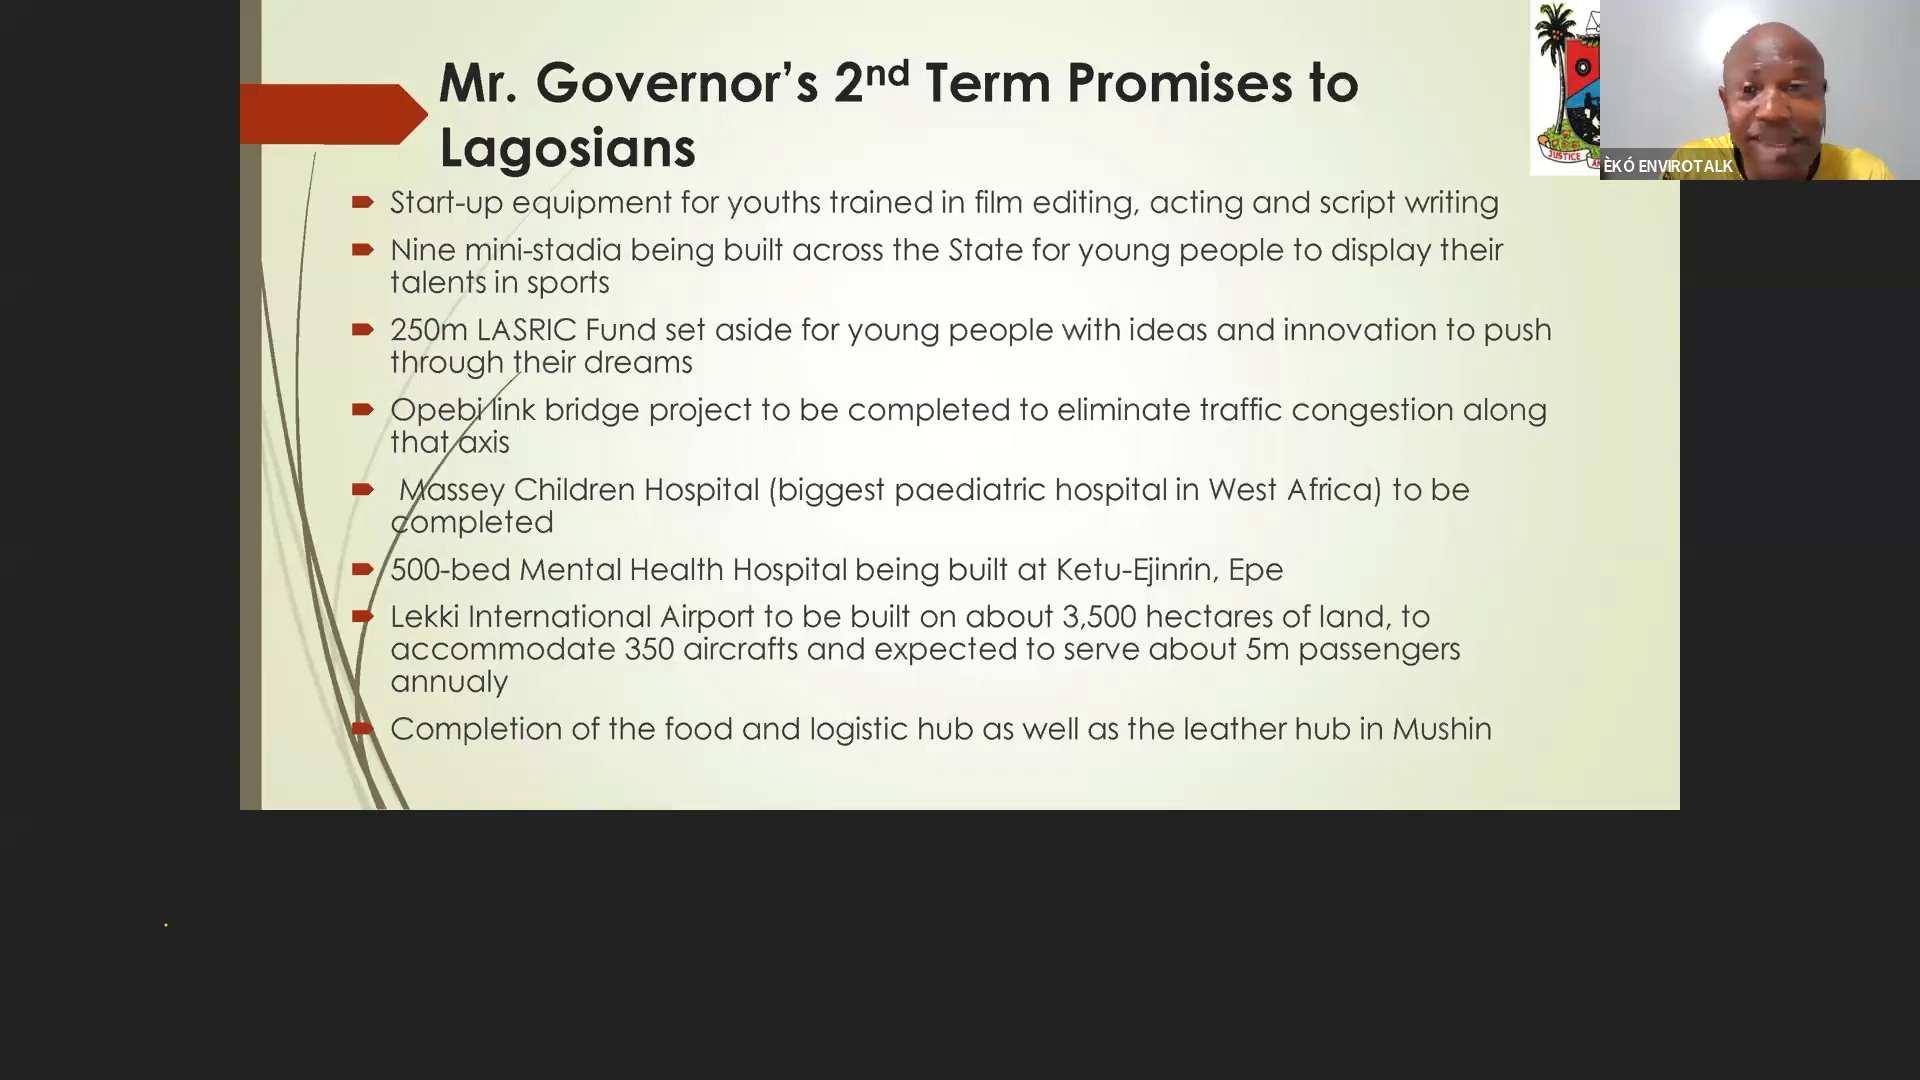 Mr. Governor’s 2nd Term Promises to
Lagosians
ÈKÓ ENVIROTALK
JUSTICE
Start-up equipment for youths trained in film editing, acting and script writing
Nine mini-stadia being built across the State for young people to display their
talents in sports
250m LASRIC Fund set aside for young people with ideas and innovation to push
through their dreams
Opebi link bridge project to be completed to eliminate traffic congestion along
that axis
Massey Children Hospital (biggest paediatric hospital in West Africa) to be
completed
500-bed Mental Health Hospital being built at Ketu-Ejinrin, Epe
Lekki International Airport to be built on about 3,500 hectares of land, to
accommodate 350 aircrafts and expected to serve about 5m passengers
annualy
Completion of the food and logistic hub as well as the leather hub in Mushin